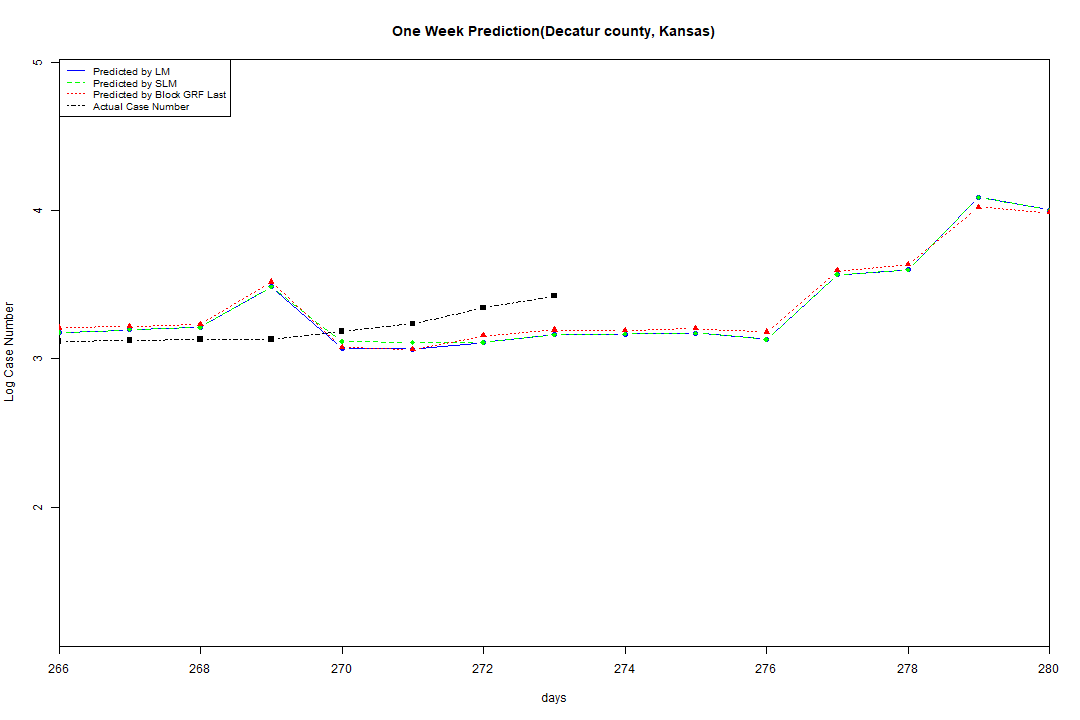 One Week Prediction(Decatur county, Kansas)
Predicted by LM
Predicted by SLM
Predicted by Block GRF Last
Actual Case Number
5
4
3
2
Log Case Number
266 268 270 272 274 276 278 280
days